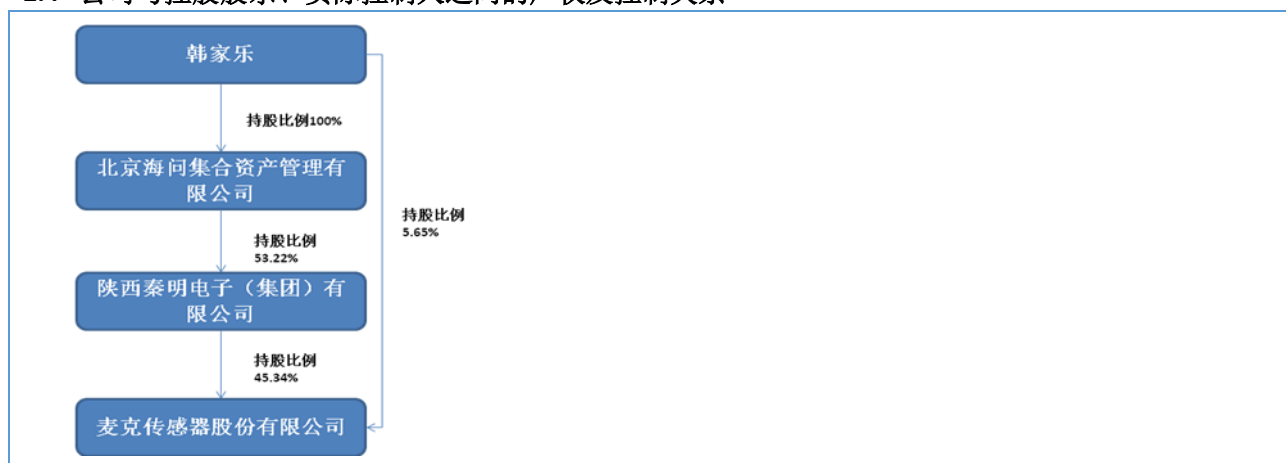 韩家乐
持股比例100%
北京海问集合资产管理有
限公司
持股比例
5.65%
持股比例
53.22%
陕西秦明电子（集团）有
限公司
持股比例
45.34%
麦克传感器股份有限公司